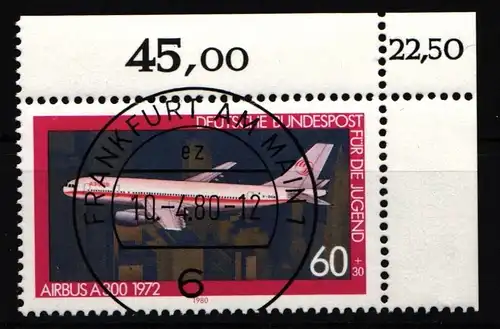 45,00
22,50
DEUTSCHE BUNDESPOST
FÜR DIE JUGEND
FRANKFURT AM MAIN 1
ez
10.-4.80-12
6
60
+
30
AIRBUS A300 1972
1980